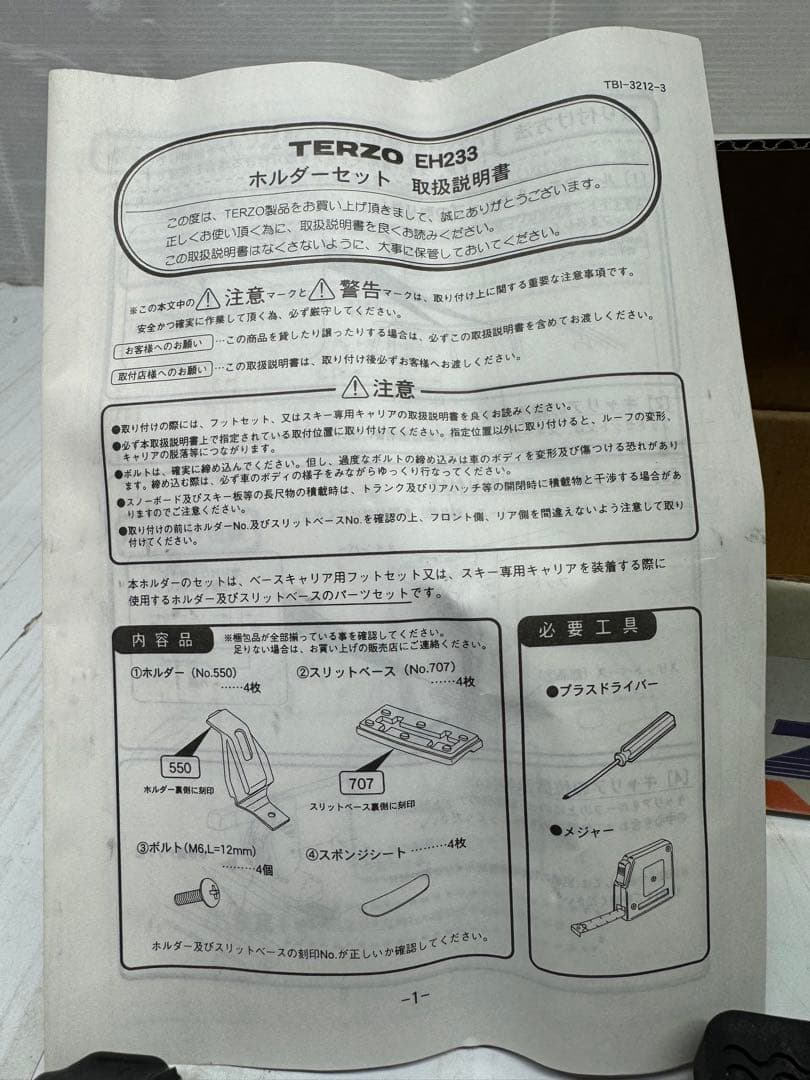 TBI-3212-3
TERZO EH233
ホルダーセット 取扱説明書
この度は、TERZO製品をお買い上げ頂きまして、誠にありがとうございます。
正しくお使い頂く為に、取扱説明書を良くお読みください。
この取扱説明書はなくさないように、大事に保管しておいてください。
※この本文中の注意マークと警告マークは、取り付け上に関する重要な注意事項です。
安全かつ確実に作業して頂く為、必ず厳守してください。
お客様へのお願い…この商品を貸したり譲ったりする場合は、必ずこの取扱説明書を含めてお渡しください。
取付店様へのお願い…この取扱説明書は、取り付け後必ずお客様へお渡しください。
注意
●取り付けの際には、フットセット、又はスキー専用キャリアの取扱説明書を良くお読みください。
●必ず本取扱説明書上で指定されている取付位置に取り付けてください。指定位置以外に取り付けると、ルーフの変形、
キャリアの脱落等につながります。
●ボルトは、確実に締め込んでください。但し、過度なボルトの締め込みは車のボディを変形及び傷つける恐れがあり
ます。締め込む際は、必ず車のボディの様子をみながらゆっくり行なってください。
●スノーボード及びスキー板等の長尺物の積載時は、トランク及びリアハッチ等の開閉時に積載物と干渉する場合があ
りますのでご注意ください。
●取り付けの前にホルダーNo.及びスリットベースNo.を確認の上、フロント側、リア側を間違えないよう注意して取り
付けてください。
本ホルダーのセットは、ベースキャリア用フットセット又は、スキー専用キャリアを装着する際に
使用するホルダー及びスリットベースのパーツセットです。
内容品
※梱包品が全部揃っている事を確認してください。
足りない場合は、お買い上げの販売店にご連絡ください。
①ホルダー（No.550）
……4枚
②スリットベース（No.707）
……4枚
550
ホルダー裏側に刻印
707
スリットベース裏側に刻印
③ボルト(M6,L=12mm)
……4個
④スポンジシート………4枚
ホルダー及びスリットベースの刻印No.が正しいか確認してください。
必要工具
●プラスドライバー
●メジャー
-1-